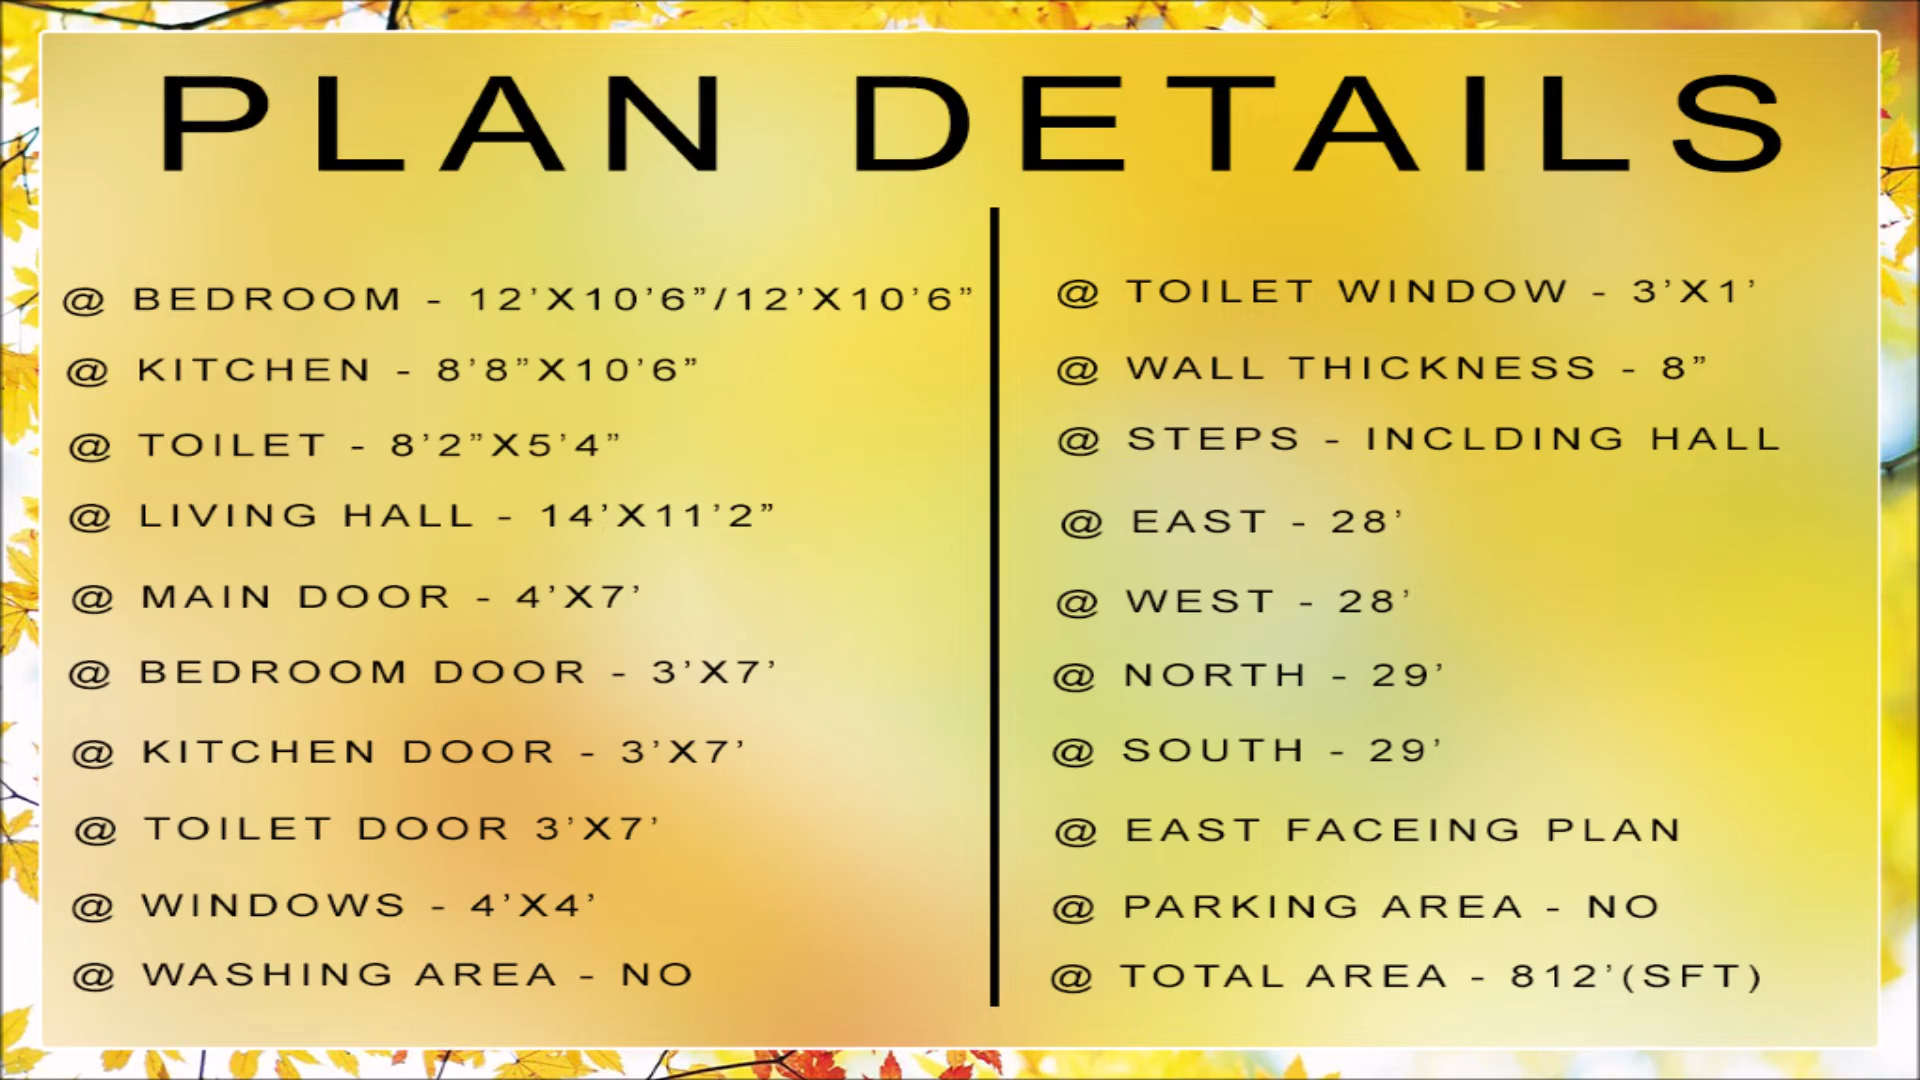 PLAN DETAILS
@ BEDROOM - 12’X10’6”/12’X10’6”
@ KITCHEN - 8’8”X10’6”
@ TOILET - 8’2”X5’4”
@ LIVING HALL - 14’X11’2”
@ MAIN DOOR - 4’X7’
@ BEDROOM DOOR - 3’X7’
@ KITCHEN DOOR - 3’X7’
@ TOILET DOOR 3’X7’
@ WINDOWS - 4’X4’
@ WASHING AREA - NO
@ TOILET WINDOW - 3’X1’
@ WALL THICKNESS - 8”
@ STEPS - INCLDING HALL
@ EAST - 28’
@ WEST - 28’
@ NORTH - 29’
@ SOUTH - 29’
@ EAST FACEING PLAN
@ PARKING AREA - NO
@ TOTAL AREA - 812’(SFT)